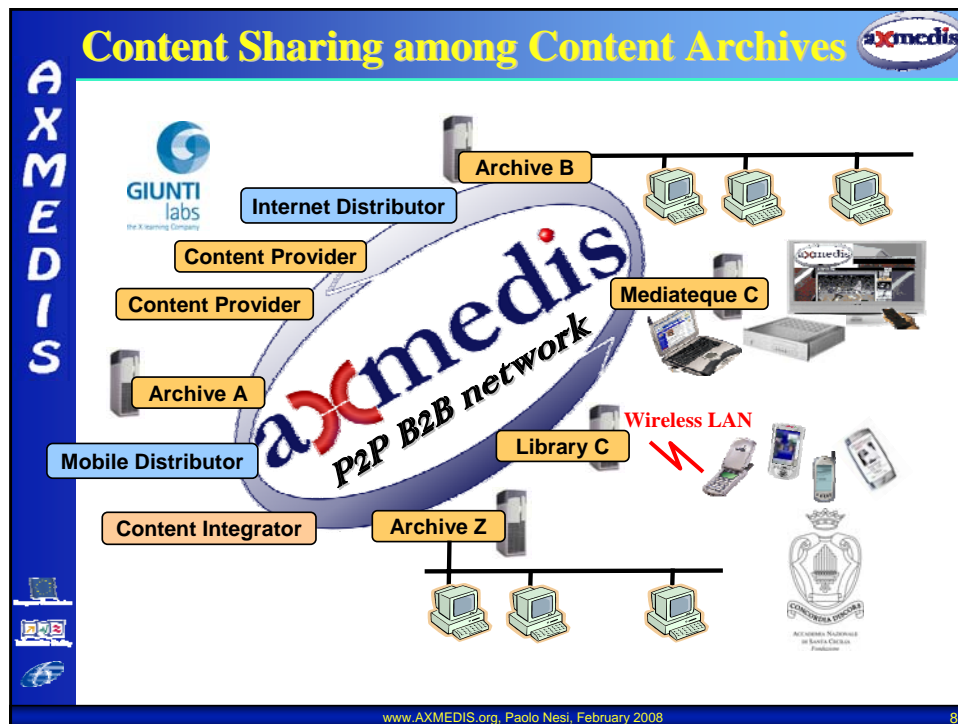 Content Sharing among Content Archives
axmedis
AXMEDIS
GIUNTI
labs
the X learning Company
Archive B
Internet Distributor
Content Provider
Content Provider
Mediateque C
axmedis
axmedis
P2P B2B network
Archive A
Wireless LAN
Library C
Mobile Distributor
Content Integrator
Archive Z
CONCORDIA DISCORS
ACCADEMIA NAZIONALE
DI SANTA CECILIA
Fondazione
www.AXMEDIS.org, Paolo Nesi, February 2008
8